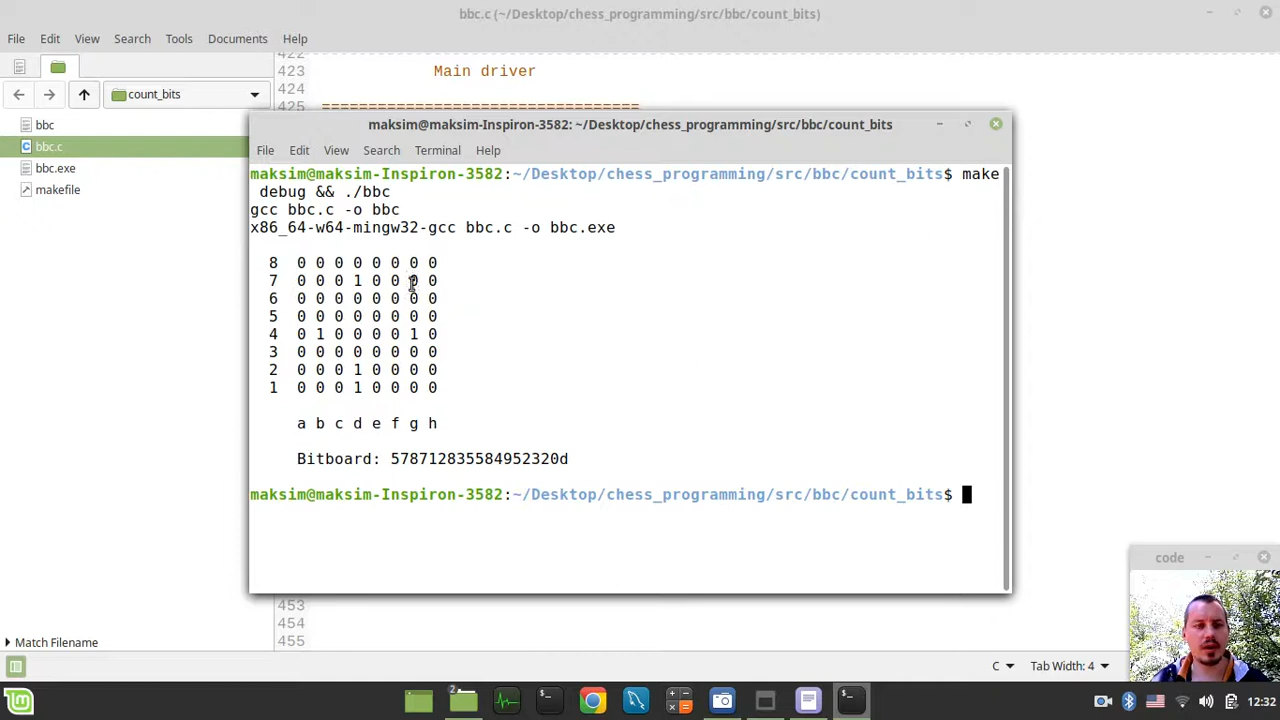 bbc.c (~/Desktop/chess_programming/src/bbc/count_bits)
File Edit View Search Tools Documents Help
count_bits
bbc
bbc.c
bbc.exe
makefile
422
423 Main driver
424
425 ==================================
maksim@maksim-Inspiron-3582: ~/Desktop/chess_programming/src/bbc/count_bits
File Edit View Search Terminal Help
maksim@maksim-Inspiron-3582:~/Desktop/chess_programming/src/bbc/count_bits$ make
debug && ./bbc
gcc bbc.c -o bbc
x86_64-w64-mingw32-gcc bbc.c -o bbc.exe
8 0 0 0 0 0 0 0 0
7 0 0 0 1 0 0 0 0
6 0 0 0 0 0 0 0 0
5 0 0 0 0 0 0 0 0
4 0 1 0 0 0 0 1 0
3 0 0 0 0 0 0 0 0
2 0 0 0 1 0 0 0 0
1 0 0 0 1 0 0 0 0
a b c d e f g h
Bitboard: 578712835584952320d
maksim@maksim-Inspiron-3582:~/Desktop/chess_programming/src/bbc/count_bits$
code
453
454
455
Match Filename
C Tab Width: 4
2
12:32